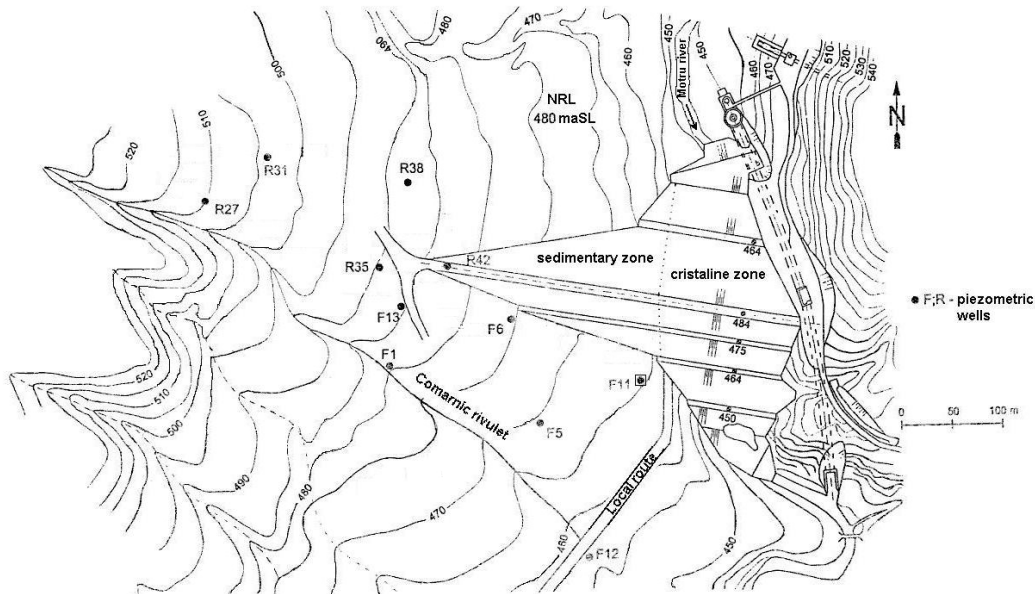 480
470
450
490
460
450
460
470
510
520
530
540
500
Motru river
NRL
480 maSL
N
510
520
R31
R38
R27
464
R35
R42
sedimentary zone
cristaline zone
F;R - piezometric
wells
F13
F6
484
475
F1
F11
464
520
510
Comarnic rivulet
450
0 50 100 m
500
F5
490
480
Local route
470
460
450
F12